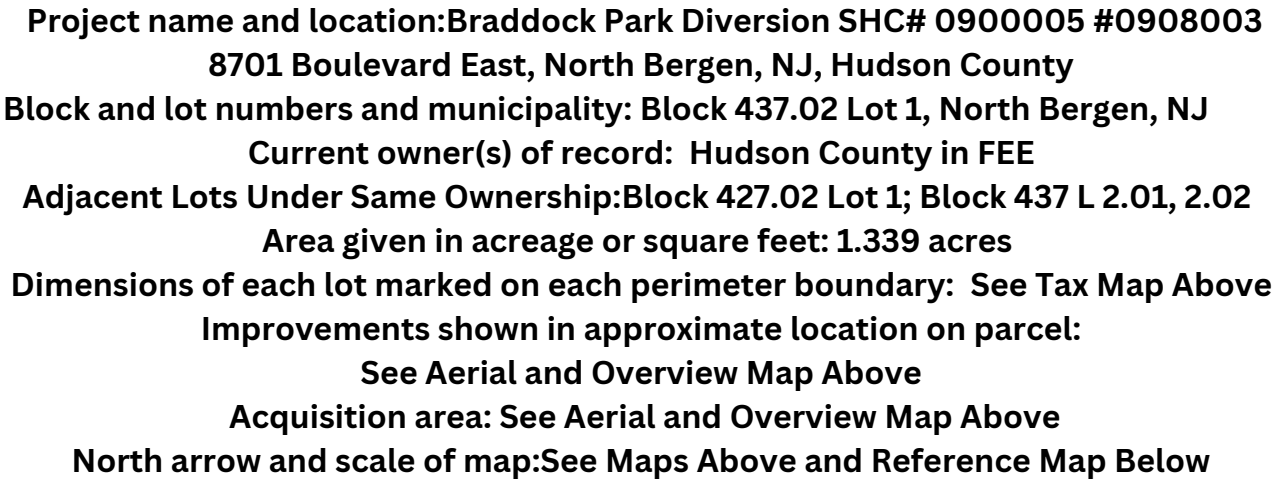 Project name and location:Braddock Park Diversion SHC# 0900005 #0908003
8701 Boulevard East, North Bergen, NJ, Hudson County
Block and lot numbers and municipality: Block 437.02 Lot 1, North Bergen, NJ
Current owner(s) of record:  Hudson County in FEE
Adjacent Lots Under Same Ownership:Block 427.02 Lot 1; Block 437 L 2.01, 2.02
Area given in acreage or square feet: 1.339 acres
Dimensions of each lot marked on each perimeter boundary:  See Tax Map Above
Improvements shown in approximate location on parcel:
See Aerial and Overview Map Above
Acquisition area: See Aerial and Overview Map Above
North arrow and scale of map:See Maps Above and Reference Map Below